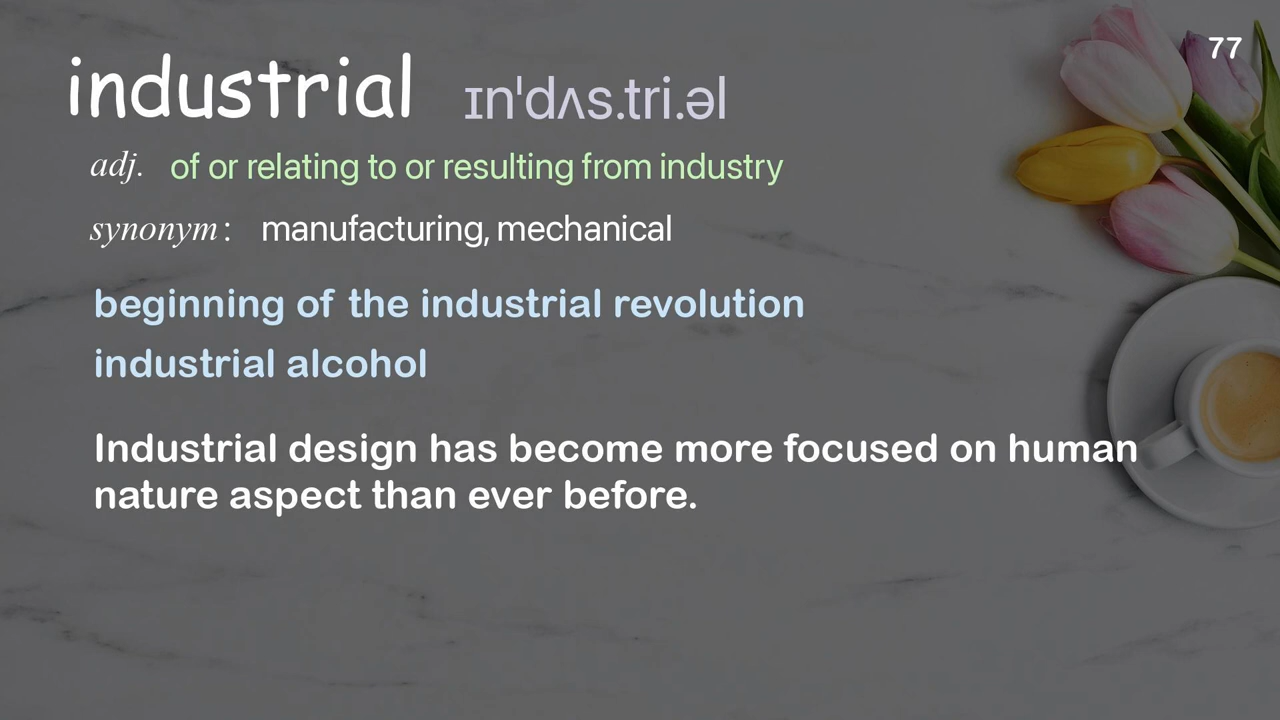 77
industrial ɪnˈdʌs.tri.əl
adj. of or relating to or resulting from industry
synonym: manufacturing, mechanical
beginning of the industrial revolution
industrial alcohol
Industrial design has become more focused on human
nature aspect than ever before.